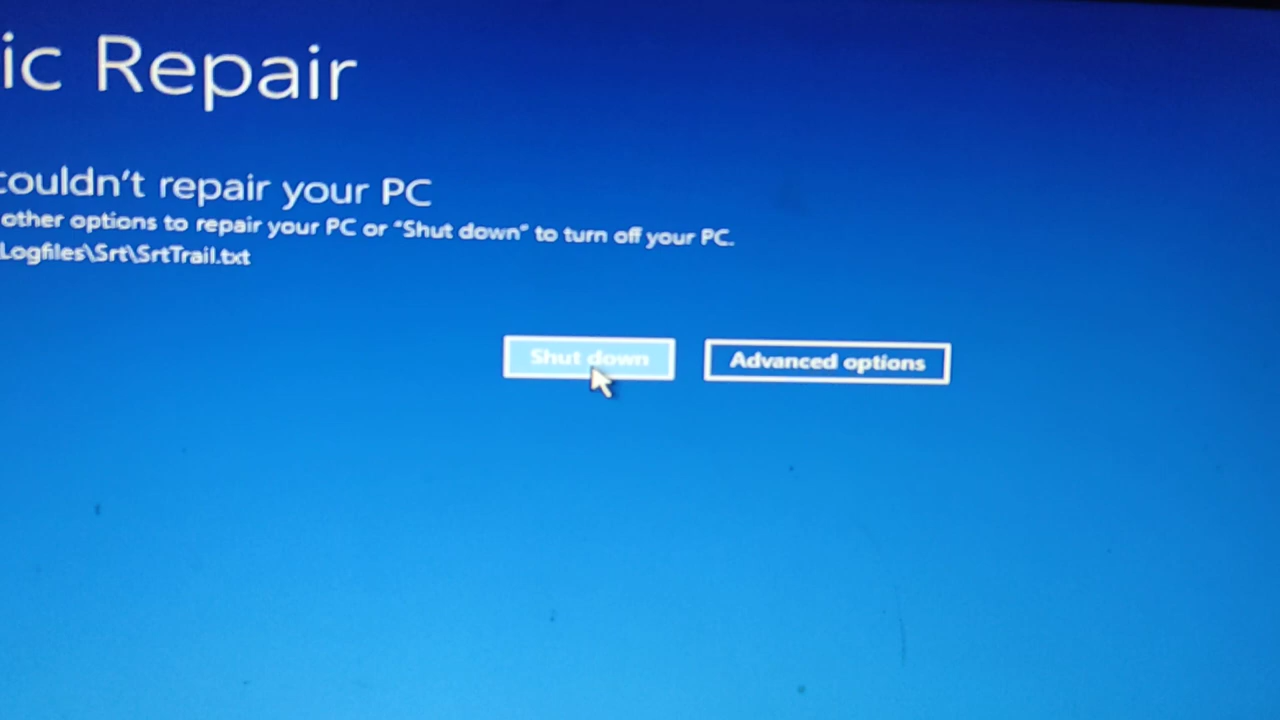 ic Repair
couldn't repair your PC
other options to repair your PC or "Shut down" to turn off your PC.
Logfiles\Srt\SrtTrail.txt
Shut down
Advanced options